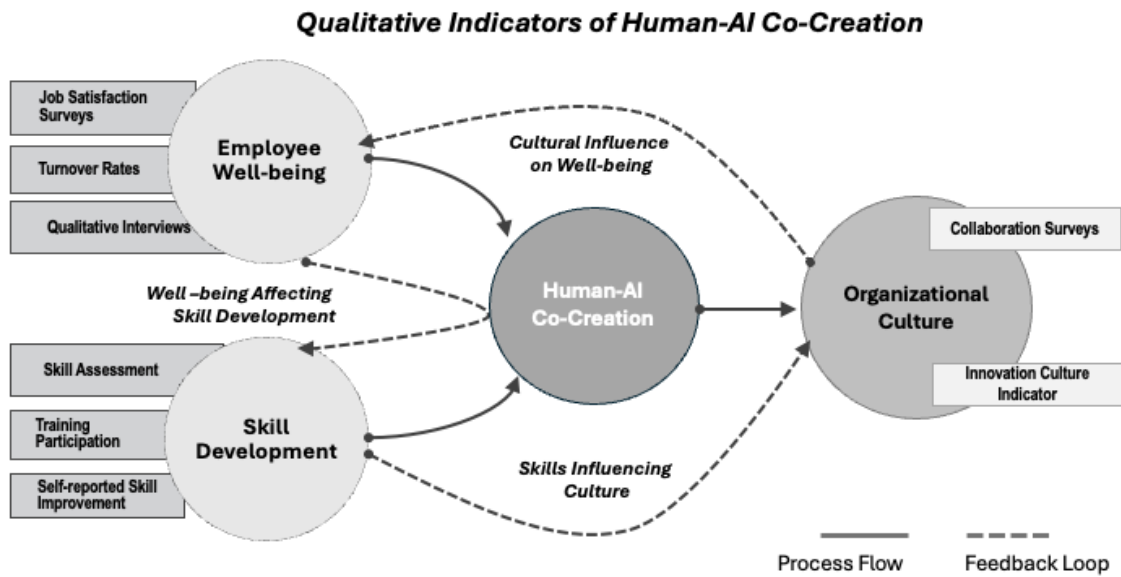 Qualitative Indicators of Human-AI Co-Creation
Job Satisfaction
Surveys
Turnover Rates
Qualitative Interviews
Employee
Well-being
Cultural Influence
on Well-being
Collaboration Surveys
Well –being Affecting
Skill Development
Human-AI
Co-Creation
Organizational
Culture
Innovation Culture
Indicator
Skill Assessment
Training
Participation
Self-reported Skill
Improvement
Skill
Development
Skills Influencing
Culture
Process Flow
Feedback Loop